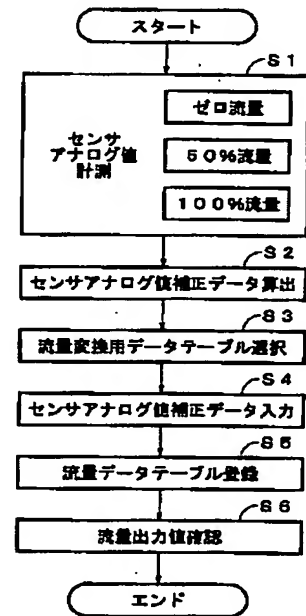 スタート
S1
センサ
アナログ値
計測
ゼロ流量
50%流量
100%流量
S2
センサアナログ値補正データ算出
S3
流量変換用データテーブル選択
S4
センサアナログ値補正データ入力
S5
流量データテーブル登録
S6
流量出力値確認
エンド